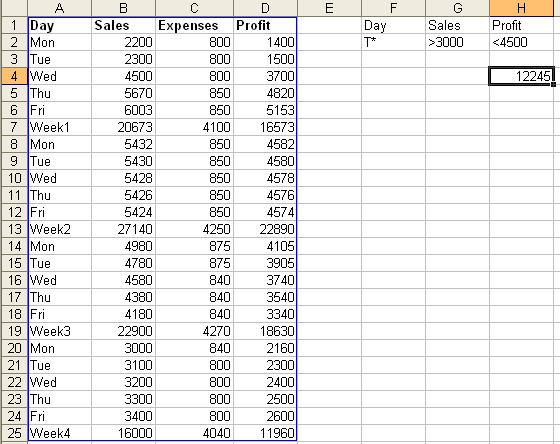 A B C D E F G H
1 Day Sales Expenses Profit Day Sales Profit
2 Mon 2200 800 1400 T* >3000 <4500
3 Tue 2300 800 1500
4 Wed 4500 800 3700 12245
5 Thu 5670 850 4820
6 Fri 6003 850 5153
7 Week1 20673 4100 16573
8 Mon 5432 850 4582
9 Tue 5430 850 4580
10 Wed 5428 850 4578
11 Thu 5426 850 4576
12 Fri 5424 850 4574
13 Week2 27140 4250 22890
14 Mon 4980 875 4105
15 Tue 4780 875 3905
16 Wed 4580 840 3740
17 Thu 4380 840 3540
18 Fri 4180 840 3340
19 Week3 22900 4270 18630
20 Mon 3000 840 2160
21 Tue 3100 800 2300
22 Wed 3200 800 2400
23 Thu 3300 800 2500
24 Fri 3400 800 2600
25 Week4 16000 4040 11960